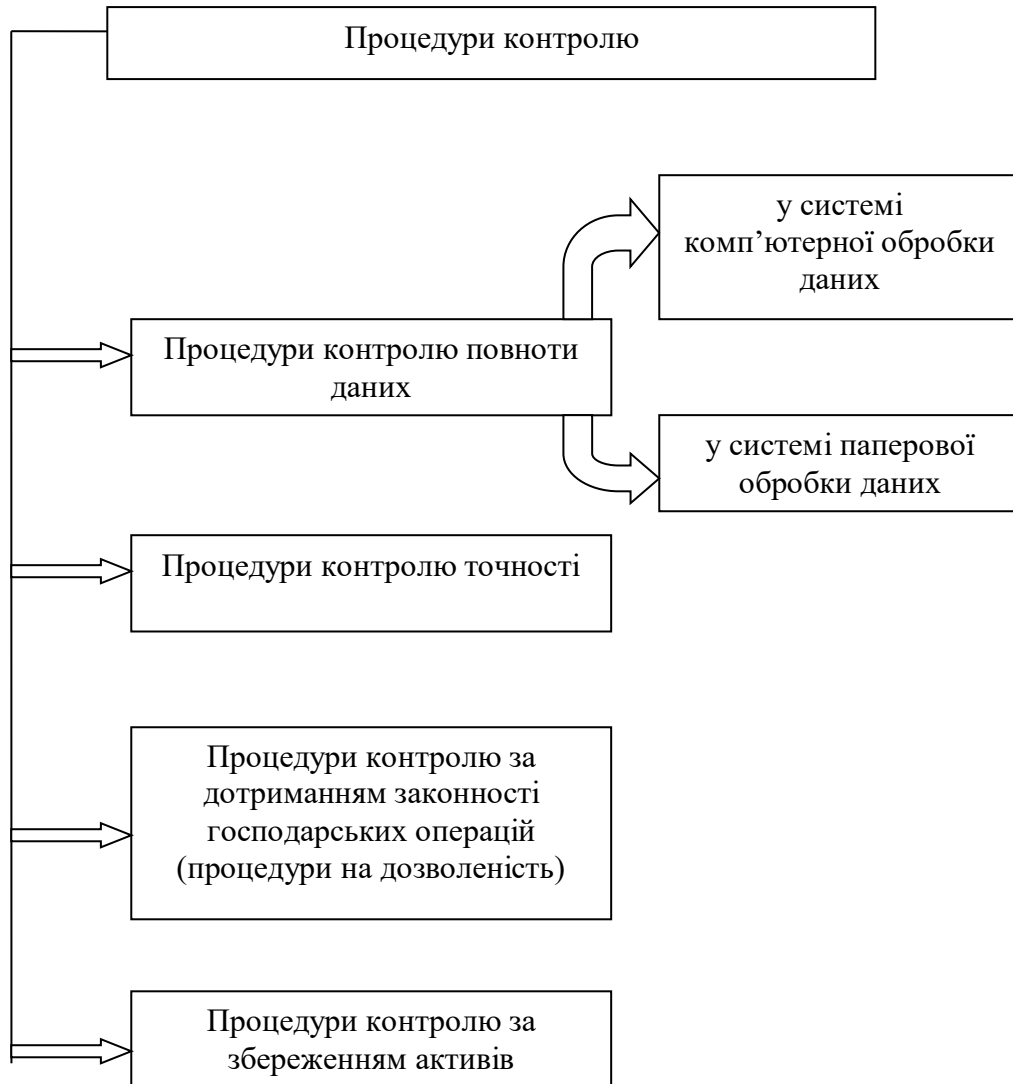 Процедури контролю
у системі
комп’ютерної обробки
даних
Процедури контролю повноти
даних
у системі паперової
обробки даних
Процедури контролю точності
Процедури контролю за
дотриманням законності
господарських операцій
(процедури на дозволеність)
Процедури контролю за
збереженням активів